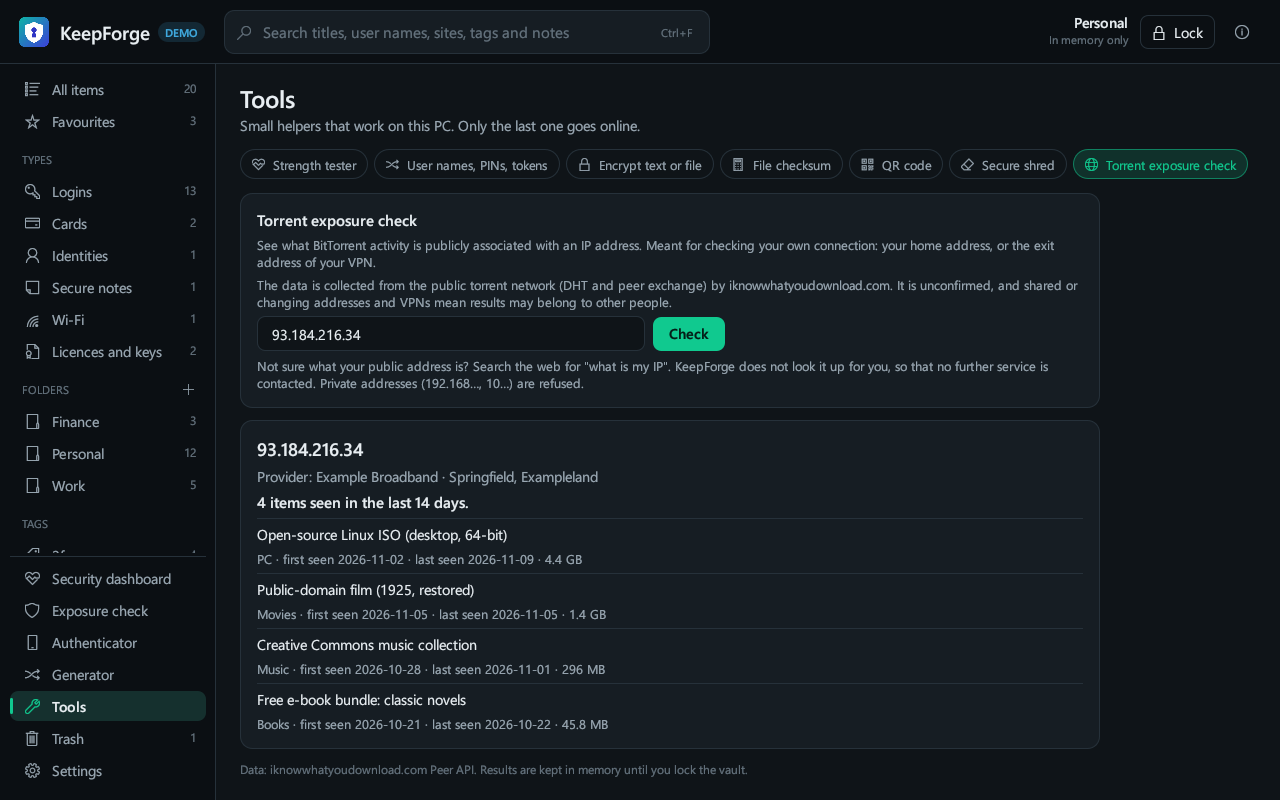 KeepForge DEMO
Search titles, user names, sites, tags and notes Ctrl+F
Personal
In memory only
Lock
All items 20
Favourites 3
TYPES
Logins 13
Cards 2
Identities 1
Secure notes 1
Wi-Fi 1
Licences and keys 2
FOLDERS
Finance 3
Personal 12
Work 5
TAGS
Security dashboard
Exposure check
Authenticator
Generator
Tools
Trash 1
Settings
Tools
Small helpers that work on this PC. Only the last one goes online.
Strength tester
User names, PINs, tokens
Encrypt text or file
File checksum
QR code
Secure shred
Torrent exposure check
Torrent exposure check
See what BitTorrent activity is publicly associated with an IP address. Meant for checking your own connection: your home address, or the exit
address of your VPN.
The data is collected from the public torrent network (DHT and peer exchange) by iknowwhatyoudownload.com. It is unconfirmed, and shared or
changing addresses and VPNs mean results may belong to other people.
93.184.216.34
Check
Not sure what your public address is? Search the web for "what is my IP". KeepForge does not look it up for you, so that no further service is
contacted. Private addresses (192.168..., 10...) are refused.
93.184.216.34
Provider: Example Broadband · Springfield, Exampleland
4 items seen in the last 14 days.
Open-source Linux ISO (desktop, 64-bit)
PC · first seen 2026-11-02 · last seen 2026-11-09 · 4.4 GB
Public-domain film (1925, restored)
Movies · first seen 2026-11-05 · last seen 2026-11-05 · 1.4 GB
Creative Commons music collection
Music · first seen 2026-10-28 · last seen 2026-11-01 · 296 MB
Free e-book bundle: classic novels
Books · first seen 2026-10-21 · last seen 2026-10-22 · 45.8 MB
Data: iknowwhatyoudownload.com Peer API. Results are kept in memory until you lock the vault.